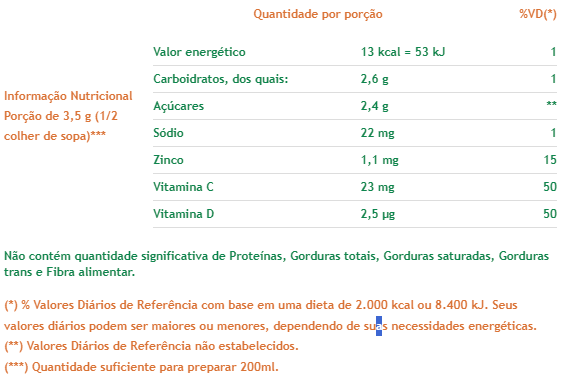 Quantidade por porção %VD(*)
Informação Nutricional
Porção de 3,5 g (1/2
colher de sopa)***
Valor energético 13 kcal = 53 kJ 1
Carboidratos, dos quais: 2,6 g 1
Açúcares 2,4 g **
Sódio 22 mg 1
Zinco 1,1 mg 15
Vitamina C 23 mg 50
Vitamina D 2,5 µg 50
Não contém quantidade significativa de Proteínas, Gorduras totais, Gorduras saturadas, Gorduras
trans e Fibra alimentar.
(*) % Valores Diários de Referência com base em uma dieta de 2.000 kcal ou 8.400 kJ. Seus
valores diários podem ser maiores ou menores, dependendo de suas necessidades energéticas.
(**) Valores Diários de Referência não estabelecidos.
(***) Quantidade suficiente para preparar 200ml.